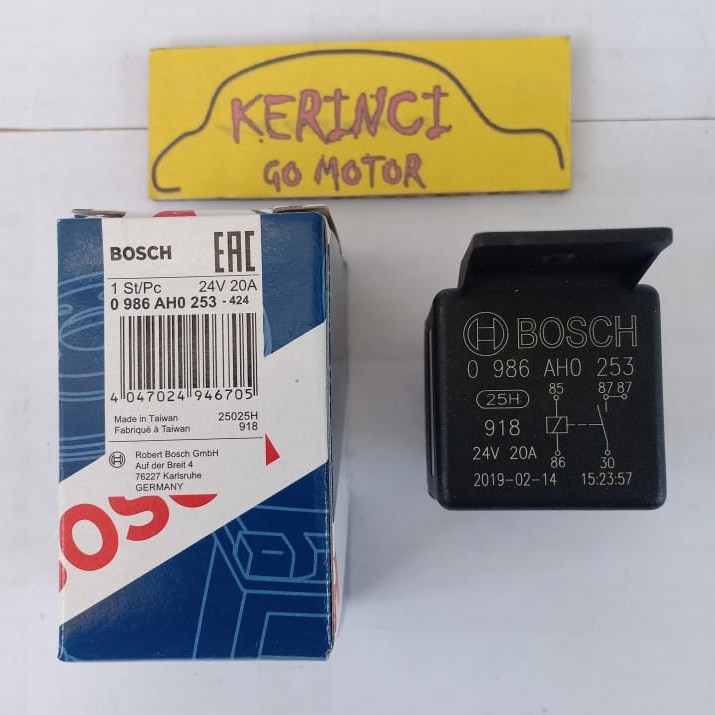 KERINCI
GO MOTOR
BOSCH
EAC
1 St/Pc 24V 20A
0 986 AH0 253 - 424
4 047024 946705
Made in Taiwan 25025H
Fabriqué à Taiwan 918
Robert Bosch GmbH
Auf der Breit 4
76227 Karlsruhe
GERMANY
BOSCH
BOSCH
0 986 AH0 253
25H
85 87 87
918
24V 20A
86 30
2019-02-14 15:23:57